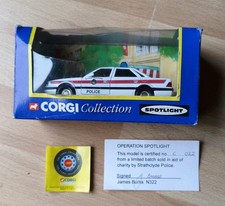 POLICE
CORGI Collection
SPOTLIGHT
OPERATION SPOTLIGHT
This model is certified no
from a limited batch sold in aid of
charity by Strathclyde Police
Signed
James Bonds N322